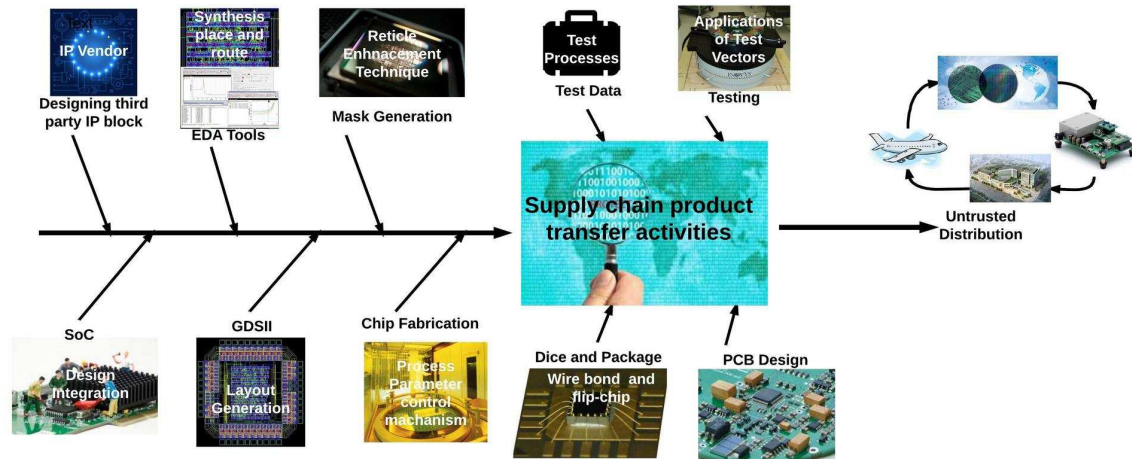 Text
IP Vendor
Designing third
party IP block
Synthesis
place and
route
EDA Tools
Reticle
Enhnacement
Technique
Mask Generation
Test
Processes
Test Data
Applications
of Test
Vectors
Testing
Supply chain product
transfer activities
Untrusted
Distribution
SoC
Design
Integration
GDSII
Layout
Generation
Chip Fabrication
Process
Parameter
control
machanism
Dice and Package
Wire bond and
flip-chip
PCB Design